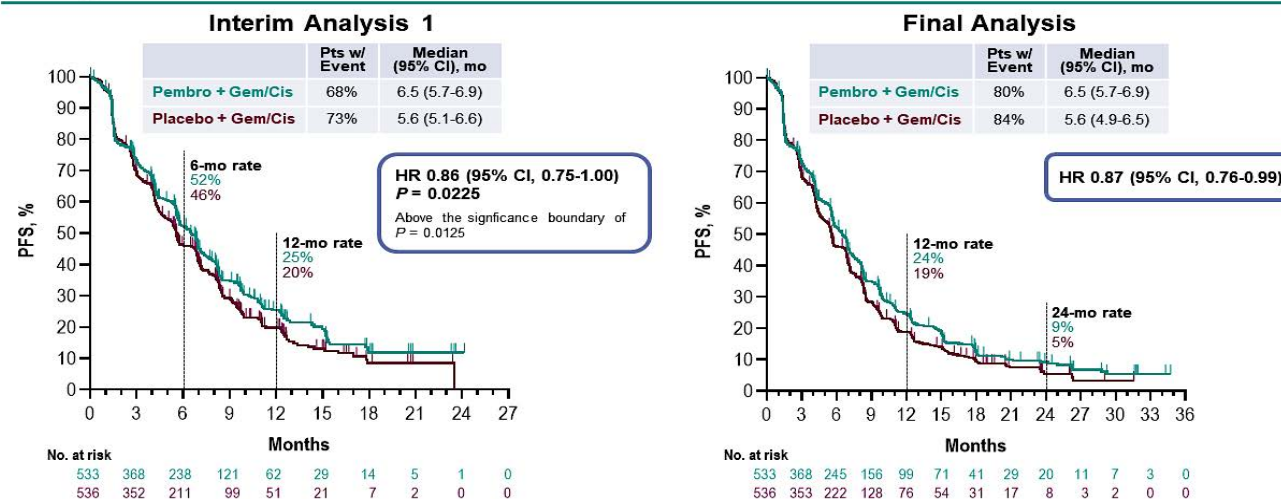 Interim Analysis 1
Pts w/ Event Median (95% CI), mo
Pembro + Gem/Cis 68% 6.5 (5.7-6.9)
Placebo + Gem/Cis 73% 5.6 (5.1-6.6)
HR 0.86 (95% CI, 0.75-1.00)
P = 0.0225
Above the signficance boundary of
P = 0.0125
6-mo rate
52%
46%
12-mo rate
25%
20%
PFS, %
100
90
80
70
60
50
40
30
20
10
0
0 3 6 9 12 15 18 21 24 27
Months
No. at risk
533 368 238 121 62 29 14 5 1 0
536 352 211 99 51 21 7 2 0 0
Final Analysis
Pts w/ Event Median (95% CI), mo
Pembro + Gem/Cis 80% 6.5 (5.7-6.9)
Placebo + Gem/Cis 84% 5.6 (4.9-6.5)
HR 0.87 (95% CI, 0.76-0.99)
12-mo rate
24%
19%
24-mo rate
9%
5%
PFS, %
100
90
80
70
60
50
40
30
20
10
0
0 3 6 9 12 15 18 21 24 27 30 33 36
Months
No. at risk
533 368 245 156 99 71 41 29 20 11 7 3 0
536 353 222 128 76 54 31 17 8 3 2 0 0